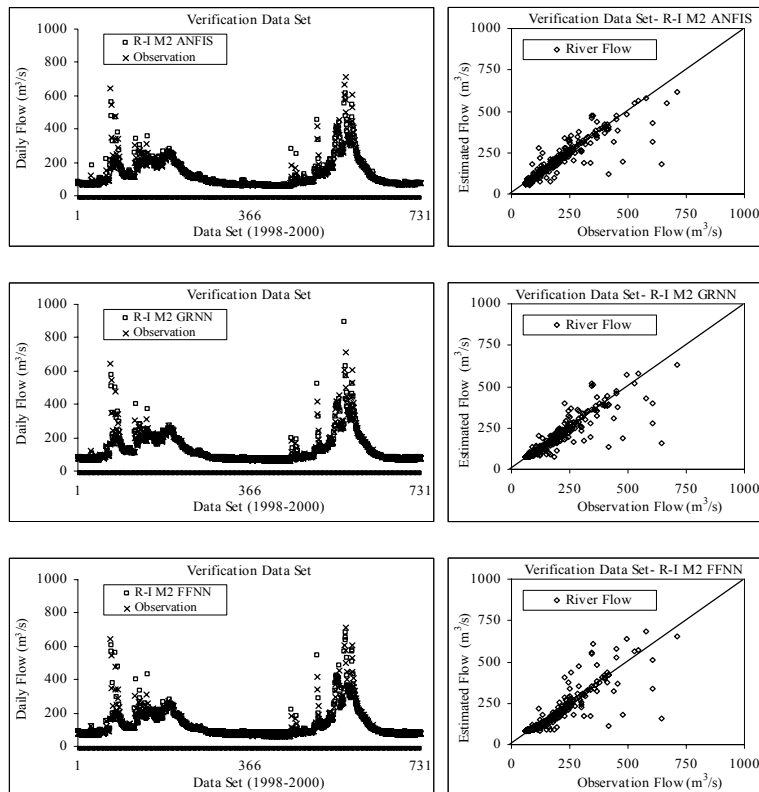 Verification Data Set
R-I M2 ANFIS
Observation
Daily Flow (m³/s)
1000
800
600
400
200
0
1
366
731
Data Set (1998-2000)
Verification Data Set- R-I M2 ANFIS
River Flow
Estimated Flow (m³/s)
1000
750
500
250
0
0
250
500
750
1000
Observation Flow (m³/s)
Verification Data Set
R-I M2 GRNN
Observation
Daily Flow (m³/s)
1000
800
600
400
200
0
1
366
731
Data Set (1998-2000)
Verification Data Set- R-I M2 GRNN
River Flow
Estimated Flow (m³/s)
1000
750
500
250
0
0
250
500
750
1000
Observation Flow (m³/s)
Verification Data Set
R-I M2 FFNN
Observation
Daily Flow (m³/s)
1000
800
600
400
200
0
1
366
731
Data Set (1998-2000)
Verification Data Set- R-I M2 FFNN
River Flow
Estimated Flow (m³/s)
1000
750
500
250
0
0
250
500
750
1000
Observation Flow (m³/s)